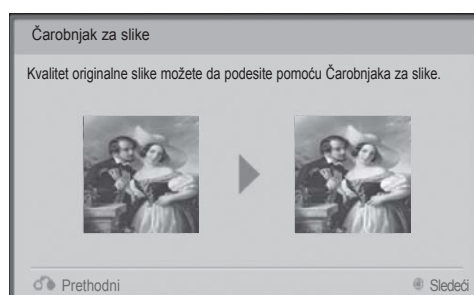 Čarobnjak za slike
Kvalitet originalne slike možete da podesite pomoću Čarobnjaka za slike.
Prethodni
Sledeći